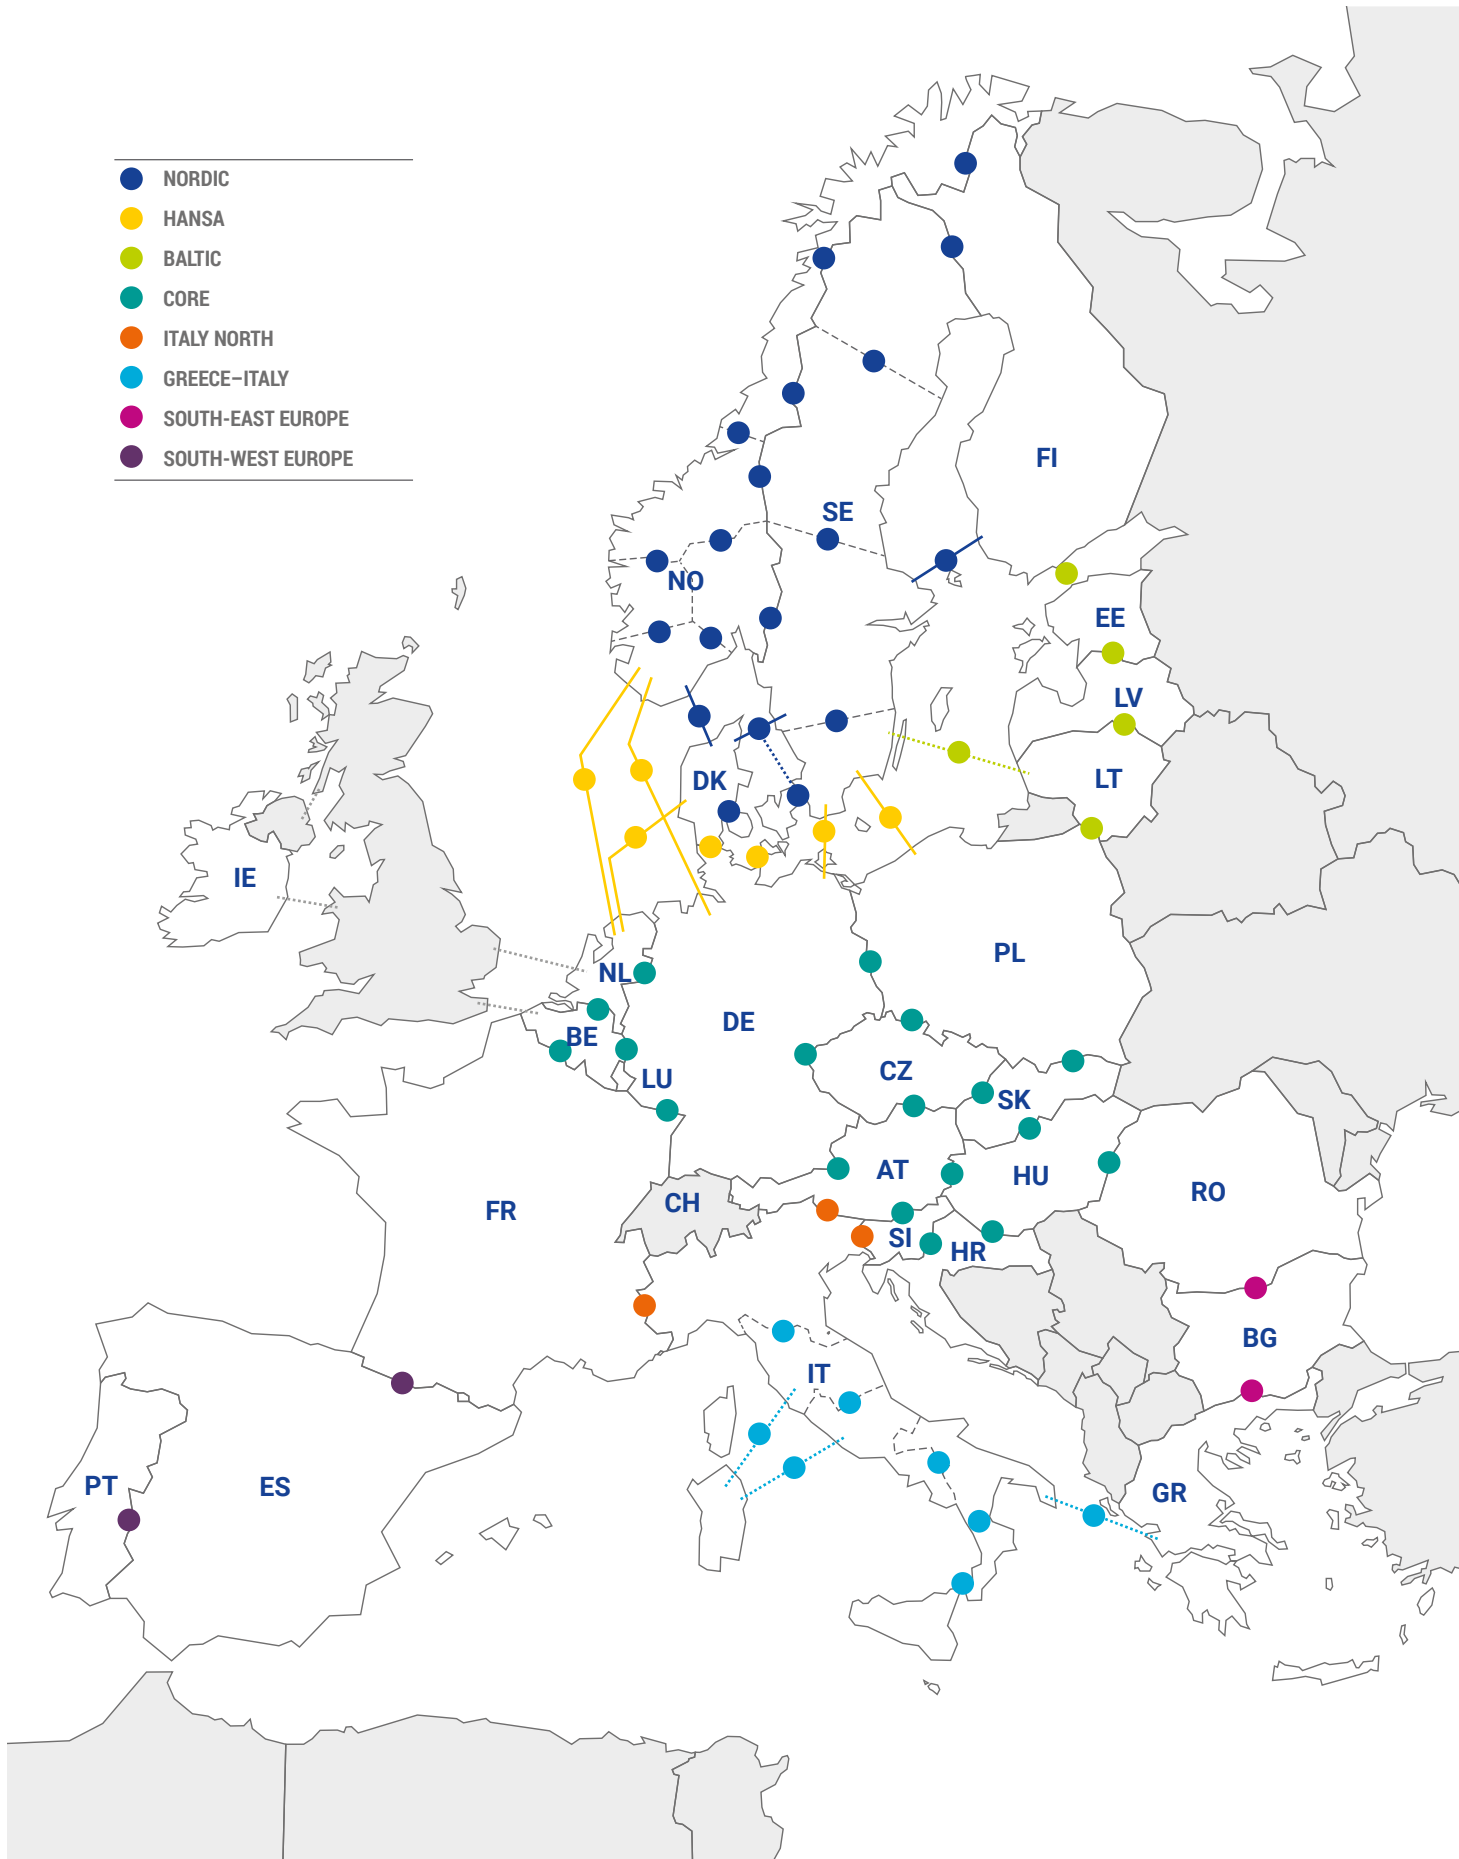 NORDIC
HANSA
BALTIC
CORE
ITALY NORTH
GREECE–ITALY
SOUTH-EAST EUROPE
SOUTH-WEST EUROPE
FI
SE
NO
EE
LV
LT
DK
IE
PL
NL
DE
BE
CZ
LU
SK
AT
HU
RO
CH
FR
SI
HR
BG
IT
PT
ES
GR